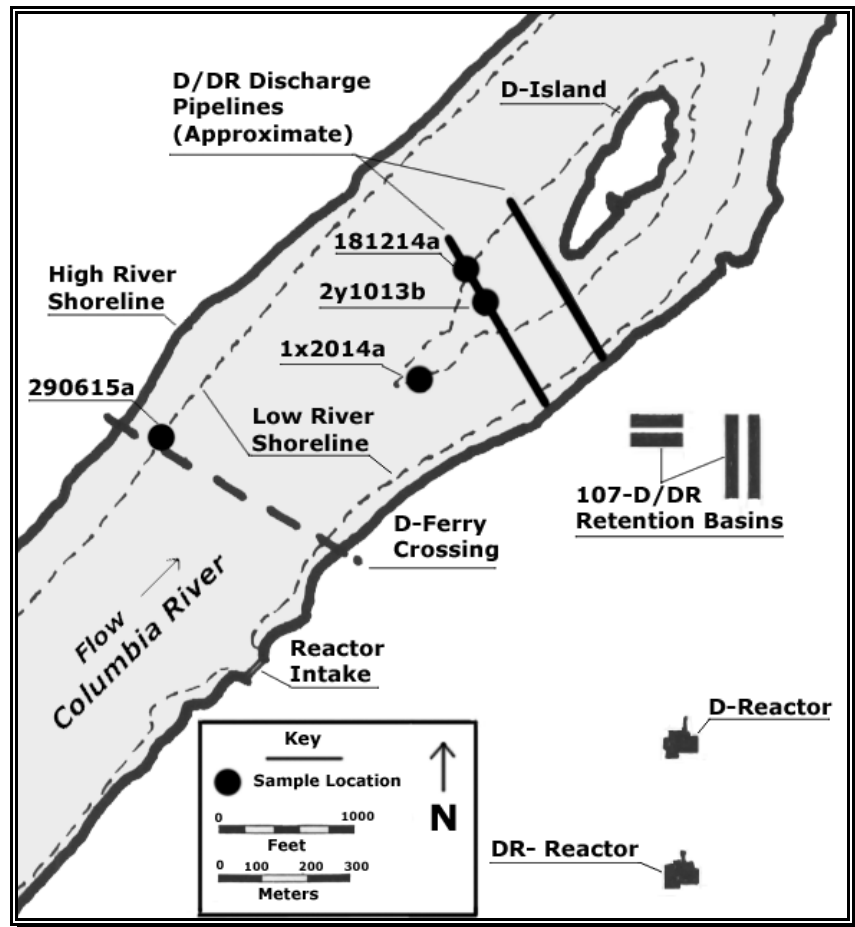 D/DR Discharge
Pipelines
(Approximate)
D-Island
181214a
High River
Shoreline
2y1013b
1x2014a
290615a
Low River
Shoreline
107-D/DR
Retention Basins
D-Ferry
Crossing
Flow
Columbia River
Reactor
Intake
D-Reactor
Key
Sample Location
N
0 1000
Feet
0 100 200 300
Meters
DR- Reactor